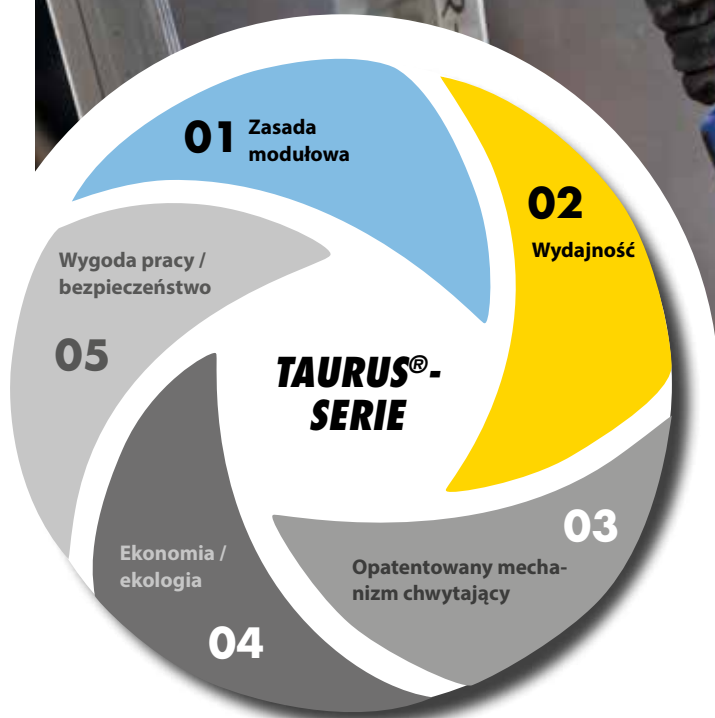 01 Zasada
modułowa
02
Wydajność
03
Opatentowany mecha-
nizm chwytający
Ekonomia /
ekologia
04
Wygoda pracy /
bezpieczeństwo
05
TAURUS®-
SERIE